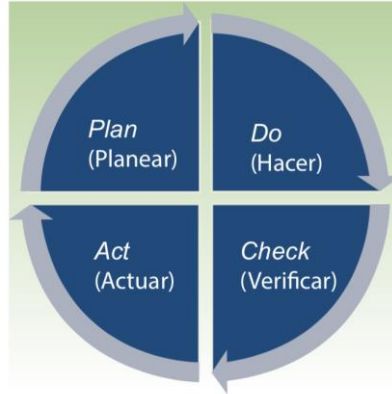 Plan
(Planear)
Do
(Hacer)
Act
(Actuar)
Check
(Verificar)